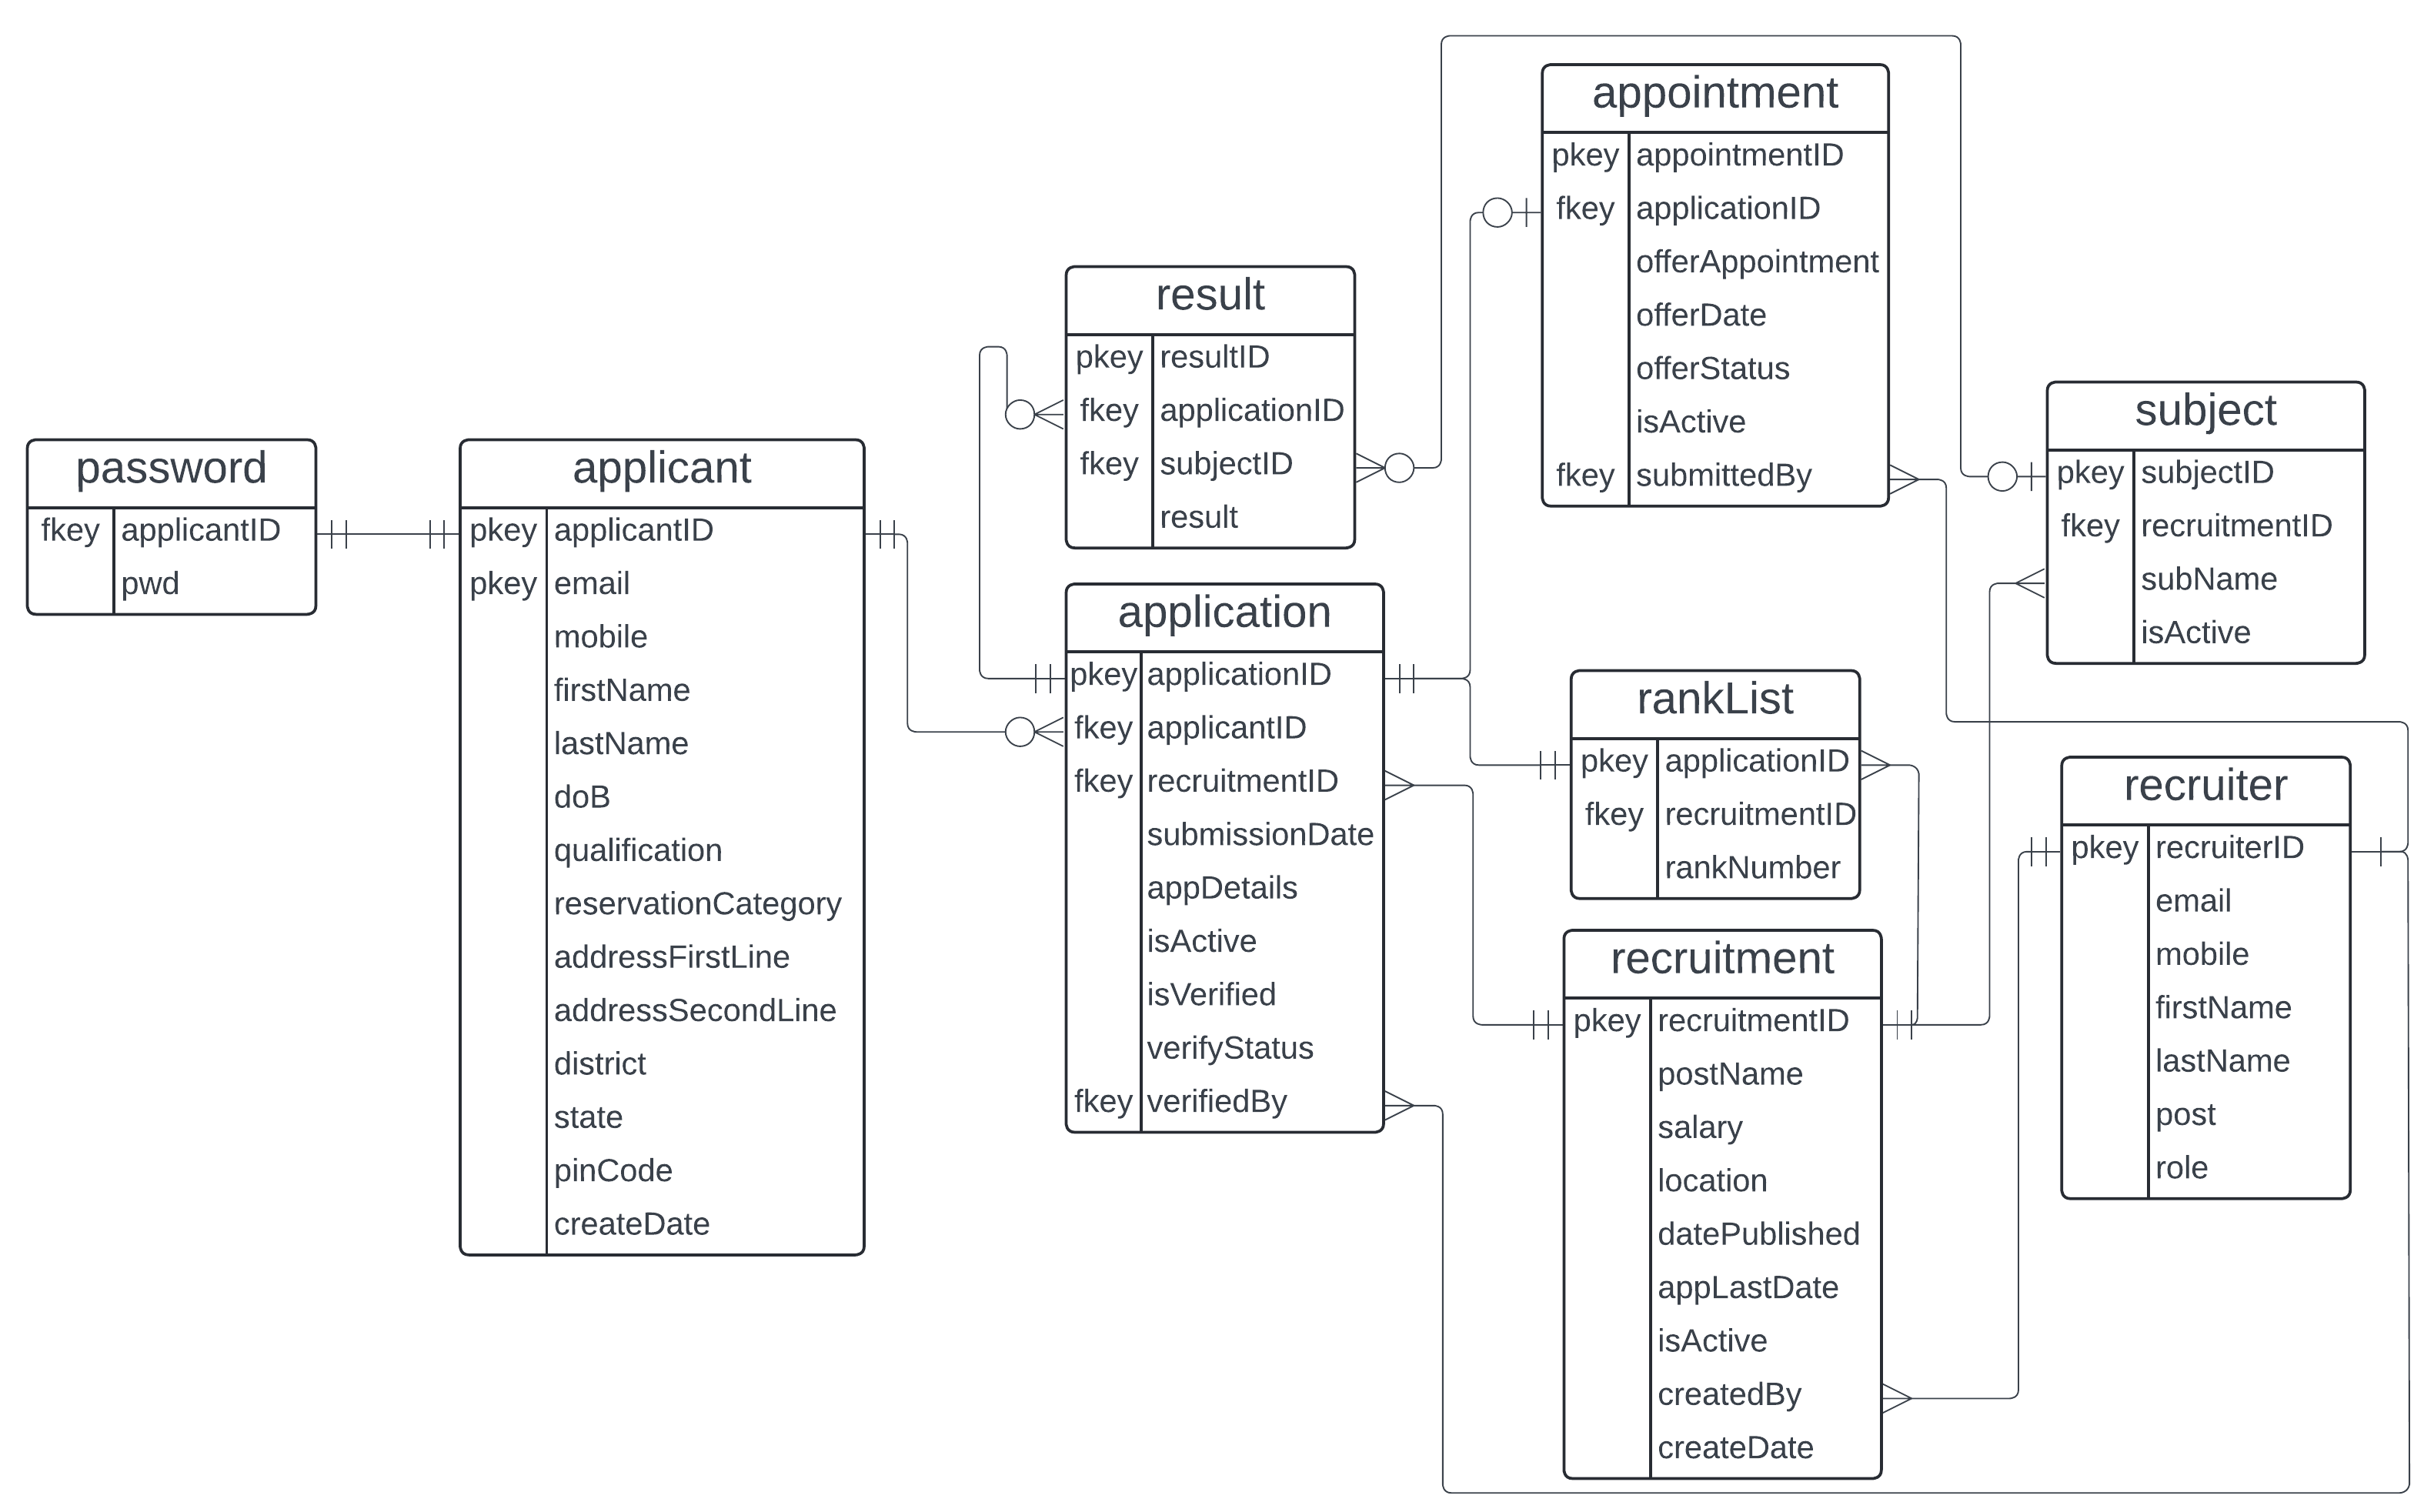 password
fkey applicantID
pwd
applicant
pkey applicantID
pkey email
mobile
firstName
lastName
doB
qualification
reservationCategory
addressFirstLine
addressSecondLine
district
state
pinCode
createDate
result
pkey resultID
fkey applicationID
fkey subjectID
result
application
pkey applicationID
fkey applicantID
fkey recruitmentID
submissionDate
appDetails
isActive
isVerified
verifyStatus
fkey verifiedBy
appointment
pkey appointmentID
fkey applicationID
offerAppointment
offerDate
offerStatus
isActive
fkey submittedBy
rankList
pkey applicationID
fkey recruitmentID
rankNumber
recruitment
pkey recruitmentID
postName
salary
location
datePublished
appLastDate
isActive
createdBy
createDate
subject
pkey subjectID
fkey recruitmentID
subName
isActive
recruiter
pkey recruiterID
email
mobile
firstName
lastName
post
role